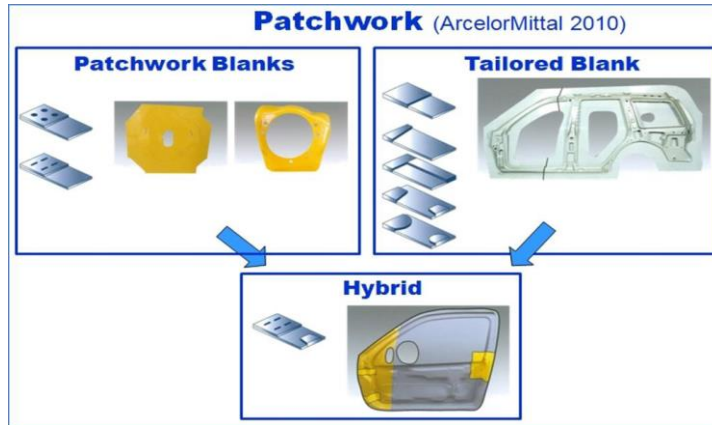 Patchwork (ArcelorMittal 2010)
Patchwork Blanks
Tailored Blank
Hybrid